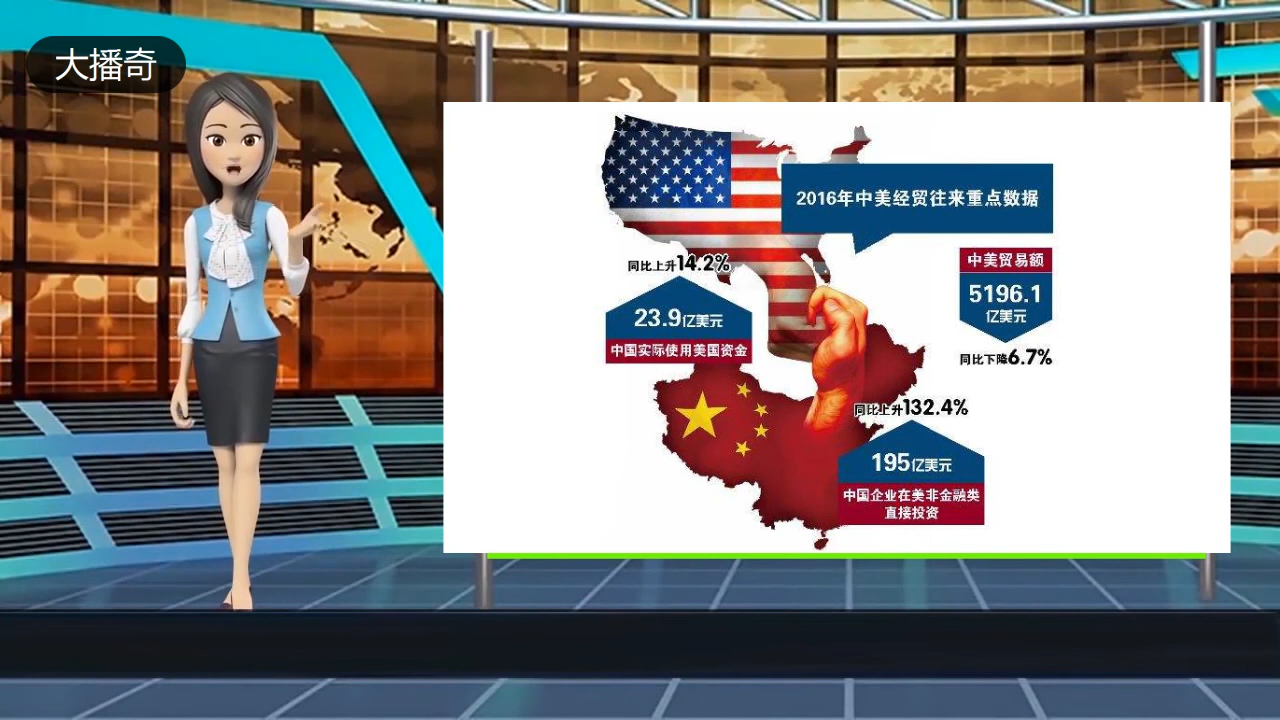 大播奇
2016年中美经贸往来重点数据
中美贸易额
5196.1
亿美元
同比下降6.7%
同比上升14.2%
23.9亿美元
中国实际使用美国资金
同比上升132.4%
195亿美元
中国企业在美非金融类
直接投资